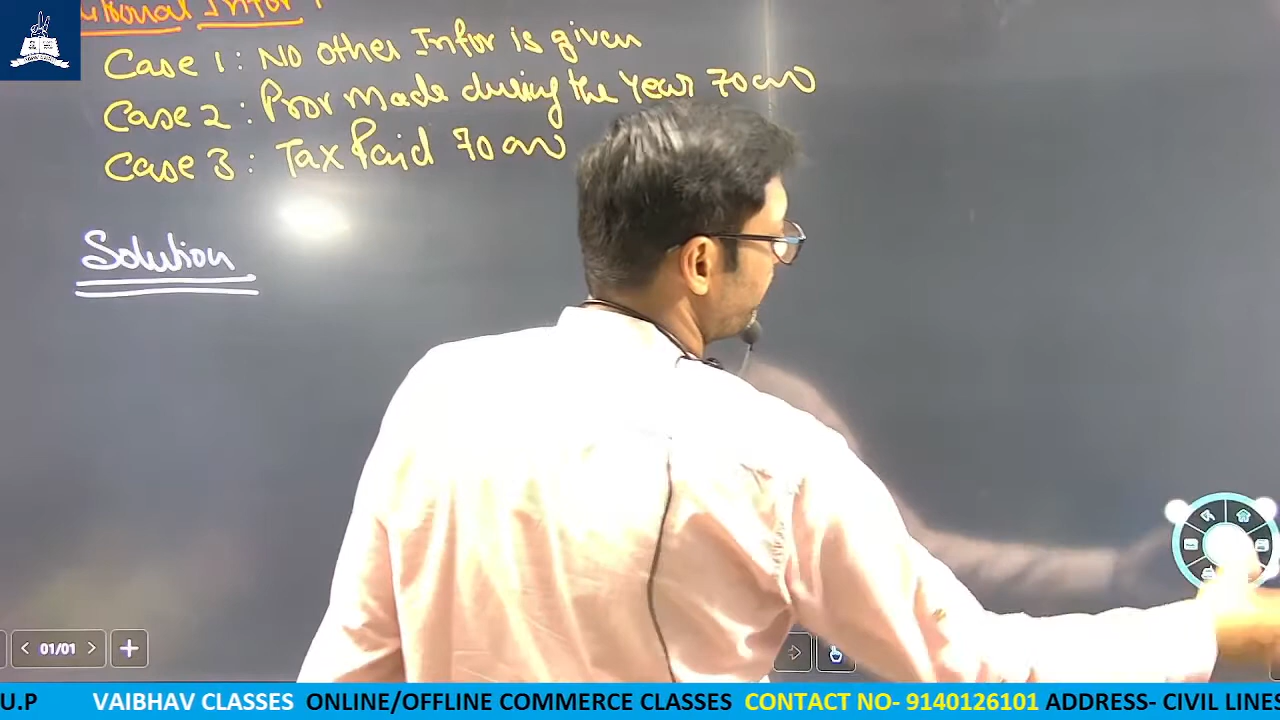 Case 1: No other Infor is given
Case 2: Prov Made during the Year 70000
Case 3: Tax Paid 70000
Solution
01/01
U.P VAIBHAV CLASSES ONLINE/OFFLINE COMMERCE CLASSES CONTACT NO- 9140126101 ADDRESS- CIVIL LINES